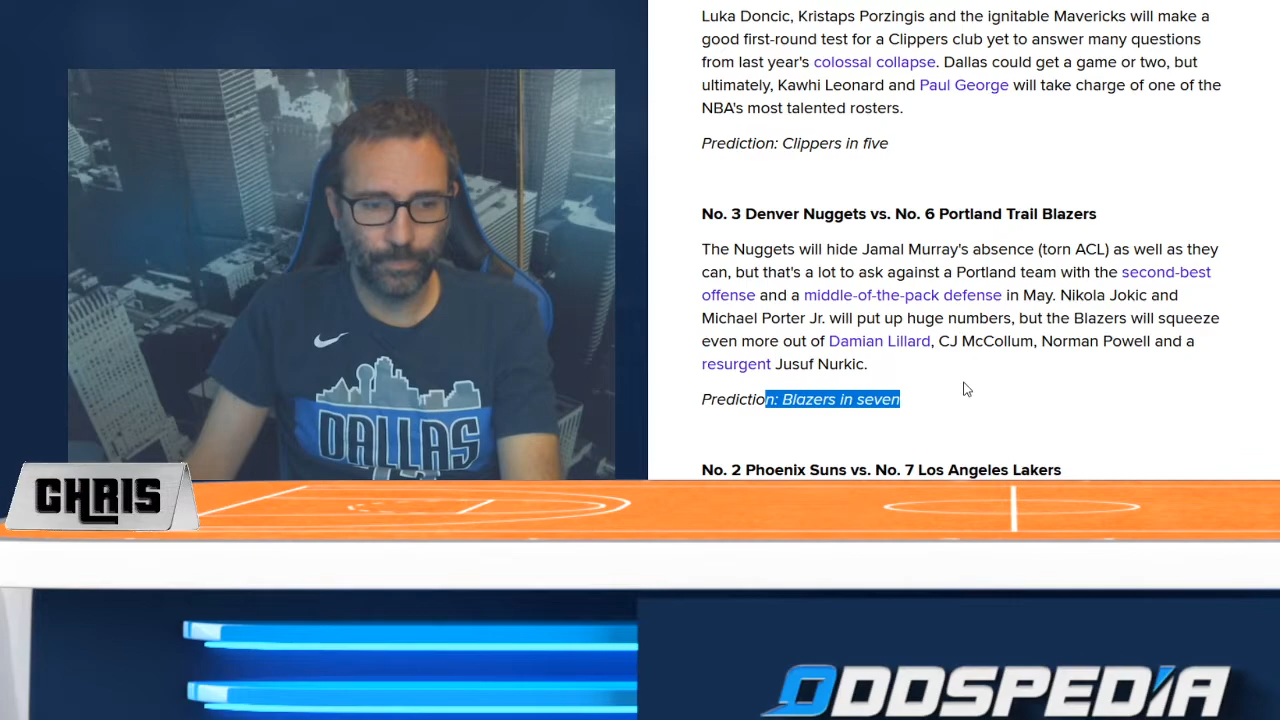 Luka Doncic, Kristaps Porzingis and the ignitable Mavericks will make a
good first-round test for a Clippers club yet to answer many questions
from last year's colossal collapse. Dallas could get a game or two, but
ultimately, Kawhi Leonard and Paul George will take charge of one of the
NBA's most talented rosters.
Prediction: Clippers in five
No. 3 Denver Nuggets vs. No. 6 Portland Trail Blazers
The Nuggets will hide Jamal Murray's absence (torn ACL) as well as they
can, but that's a lot to ask against a Portland team with the second-best
offense and a middle-of-the-pack defense in May. Nikola Jokic and
Michael Porter Jr. will put up huge numbers, but the Blazers will squeeze
even more out of Damian Lillard, CJ McCollum, Norman Powell and a
resurgent Jusuf Nurkic.
Prediction: Blazers in seven
No. 2 Phoenix Suns vs. No. 7 Los Angeles Lakers
DALLAS
CHRIS
ODDSPEDIA